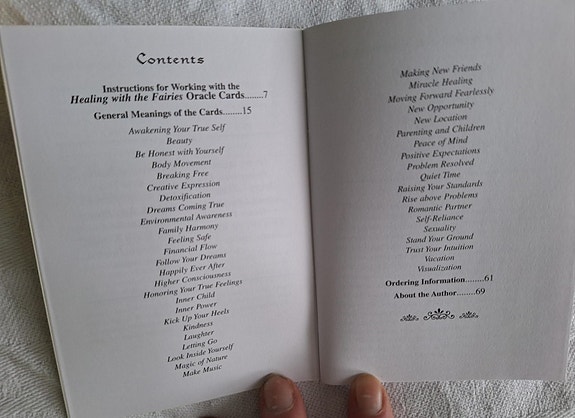 Contents
Instructions for Working with the
Healing with the Fairies Oracle Cards........7
General Meanings of the Cards........15
Awakening Your True Self
Beauty
Be Honest with Yourself
Body Movement
Breaking Free
Creative Expression
Detoxification
Dreams Coming True
Environmental Awareness
Family Harmony
Feeling Safe
Financial Flow
Follow Your Dreams
Happily Ever After
Higher Consciousness
Honoring Your True Feelings
Inner Child
Inner Power
Kick Up Your Heels
Kindness
Laughter
Letting Go
Look Inside Yourself
Magic of Nature
Make Music
Making New Friends
Miracle Healing
Moving Forward Fearlessly
New Opportunity
New Location
Parenting and Children
Peace of Mind
Positive Expectations
Problem Resolved
Quiet Time
Raising Your Standards
Rise above Problems
Romantic Partner
Self-Reliance
Sexuality
Stand Your Ground
Trust Your Intuition
Vacation
Visualization
Ordering Information........61
About the Author........69